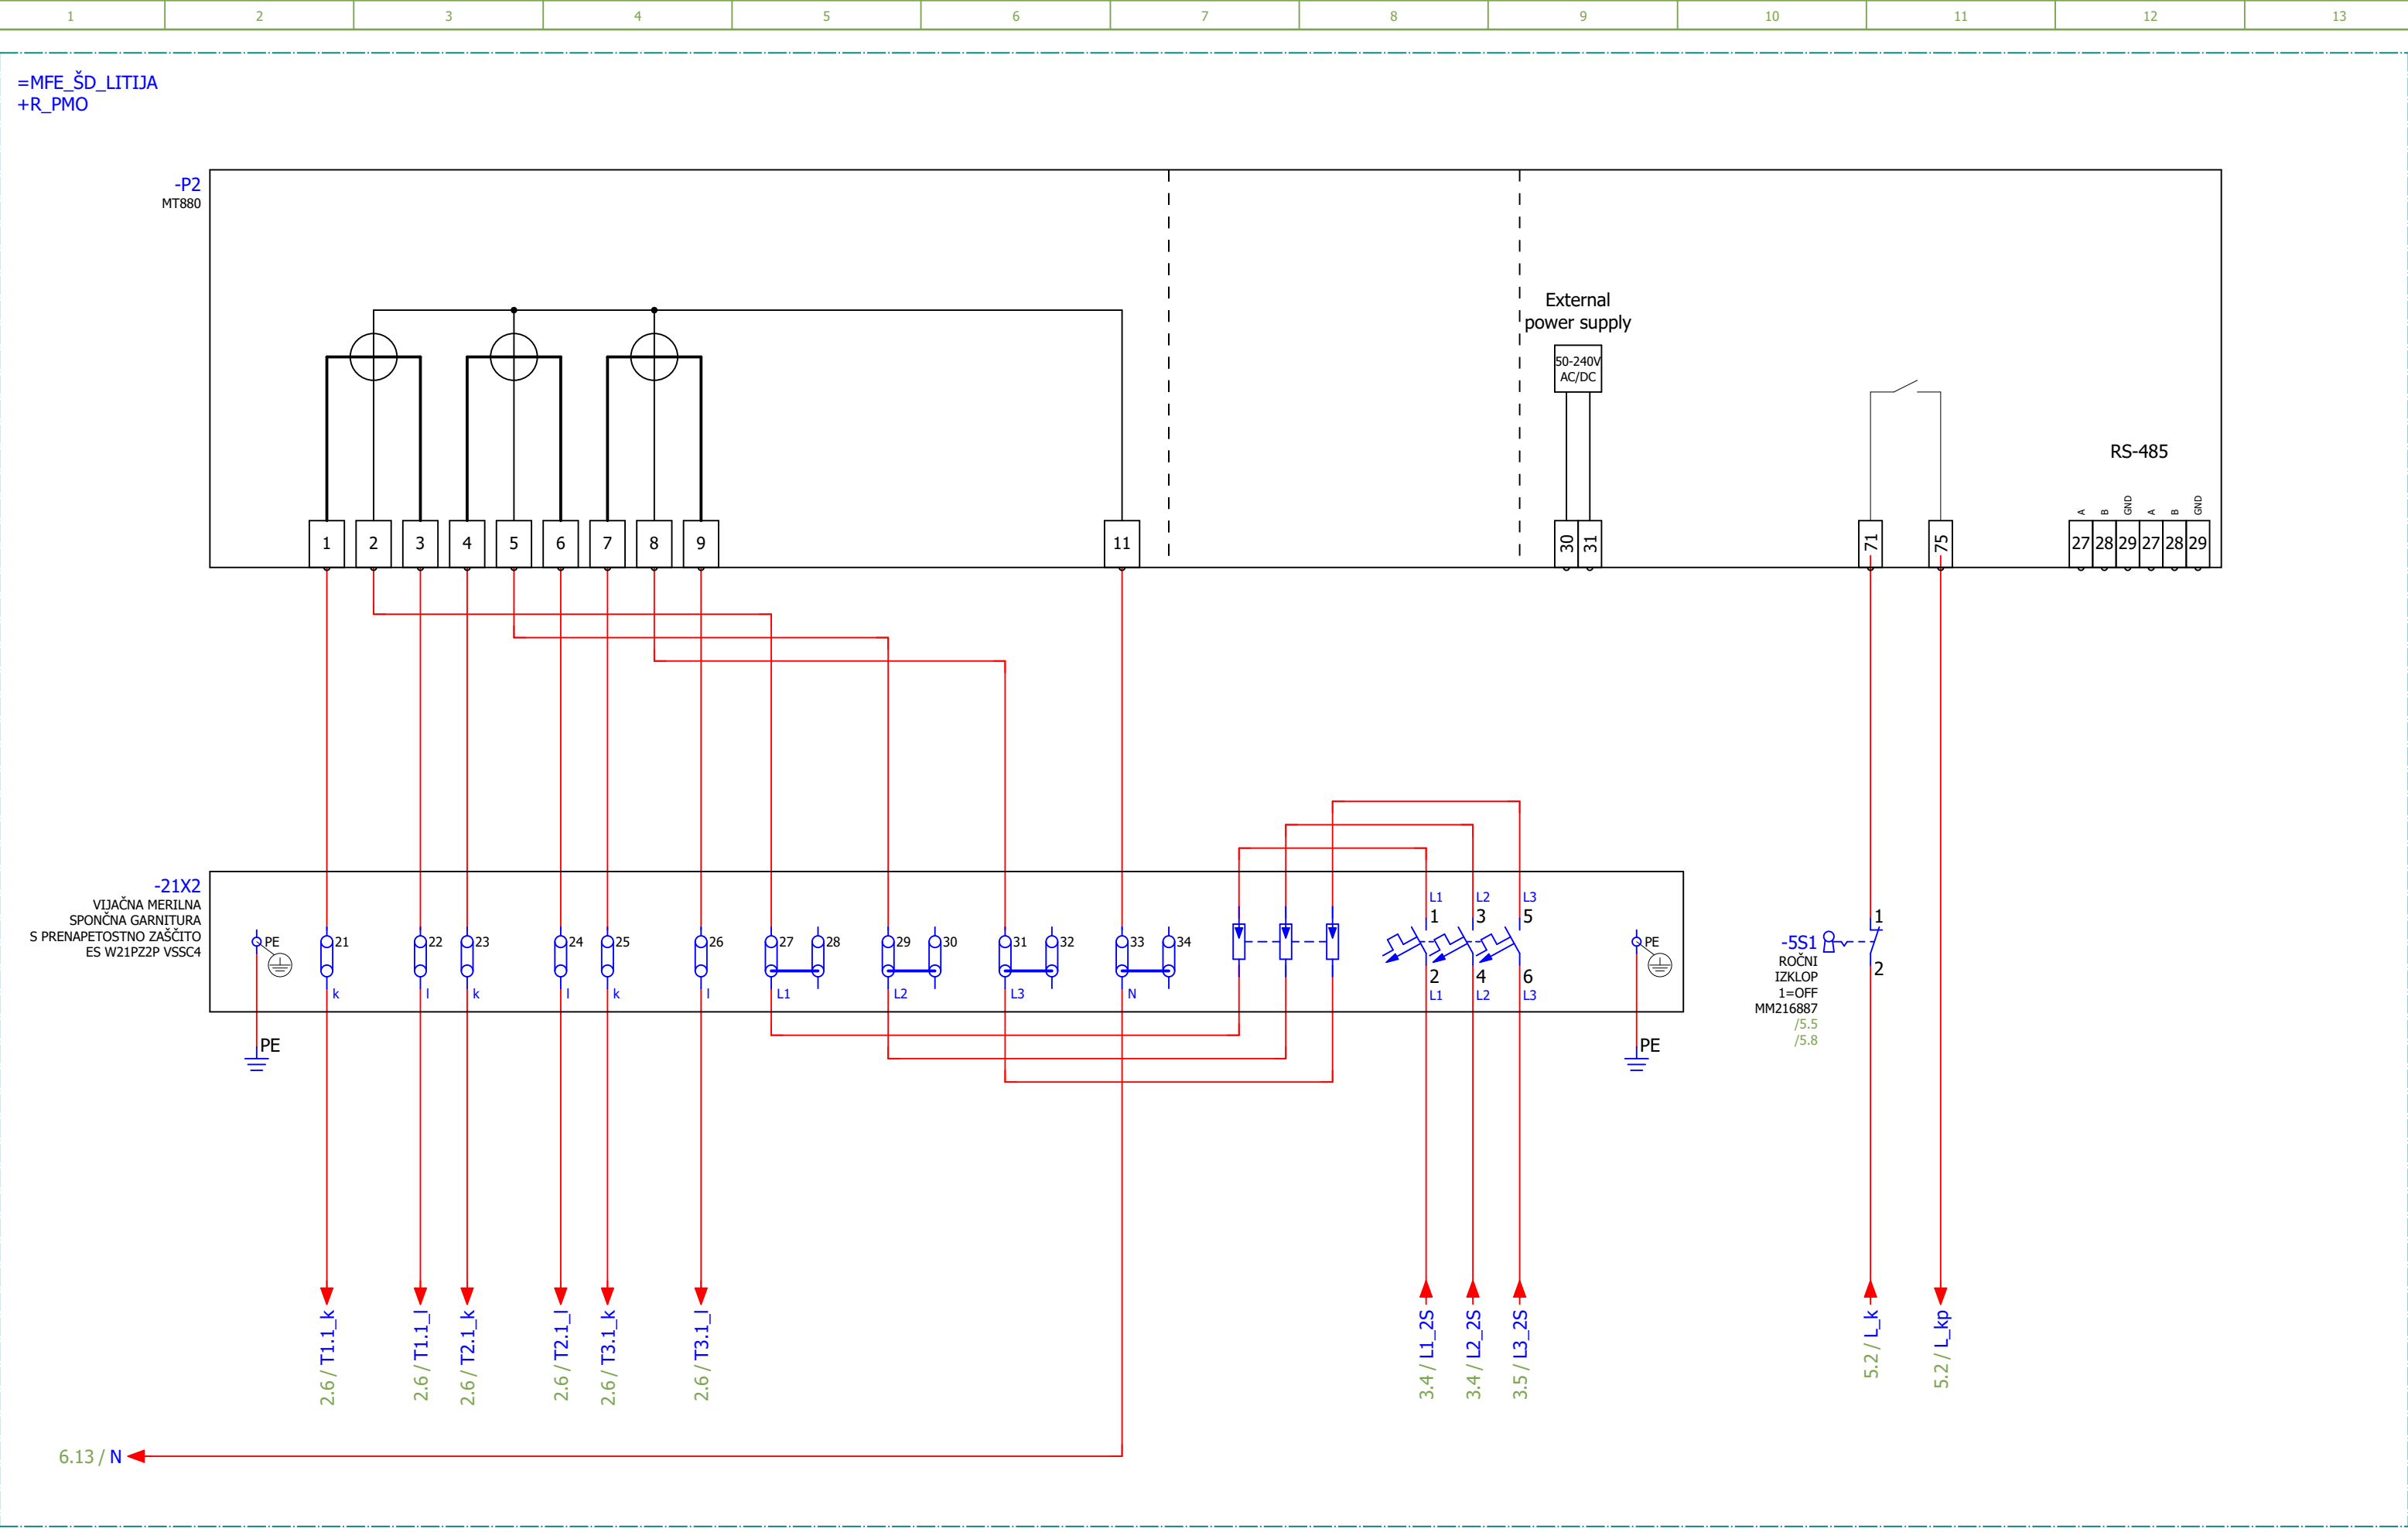 1 2 3 4 5 6 7 8 9 10 11 12 13
=MFE_ŠD_LITIJA
+R_PMO
-P2
MT880
External
power supply
50-240V
AC/DC
RS-485
A B GND A B GND
1 2 3 4 5 6 7 8 9 11 30 31 71 75 27 28 29 27 28 29
-21X2
VIJAČNA MERILNA
SPONČNA GARNITURA
S PRENAPETOSTNO ZAŠČITO
ES W21PZ2P VSSC4
L1 L2 L3
1 3 5
PE 21 22 23 24 25 26 27 28 29 30 31 32 33 34 PE
2 4 6
k l k l k l L1 L2 L3 N L1 L2 L3
PE PE
-5S1
ROČNI
IZKLOP
1=OFF
MM216887
/5.5
/5.8
1
2
2.6 / T1.1_k
2.6 / T1.1_l
2.6 / T2.1_k
2.6 / T2.1_l
2.6 / T3.1_k
2.6 / T3.1_l
3.4 / L1_2S
3.4 / L2_2S
3.5 / L3_2S
5.2 / L_k
5.2 / L_kp
6.13 / N